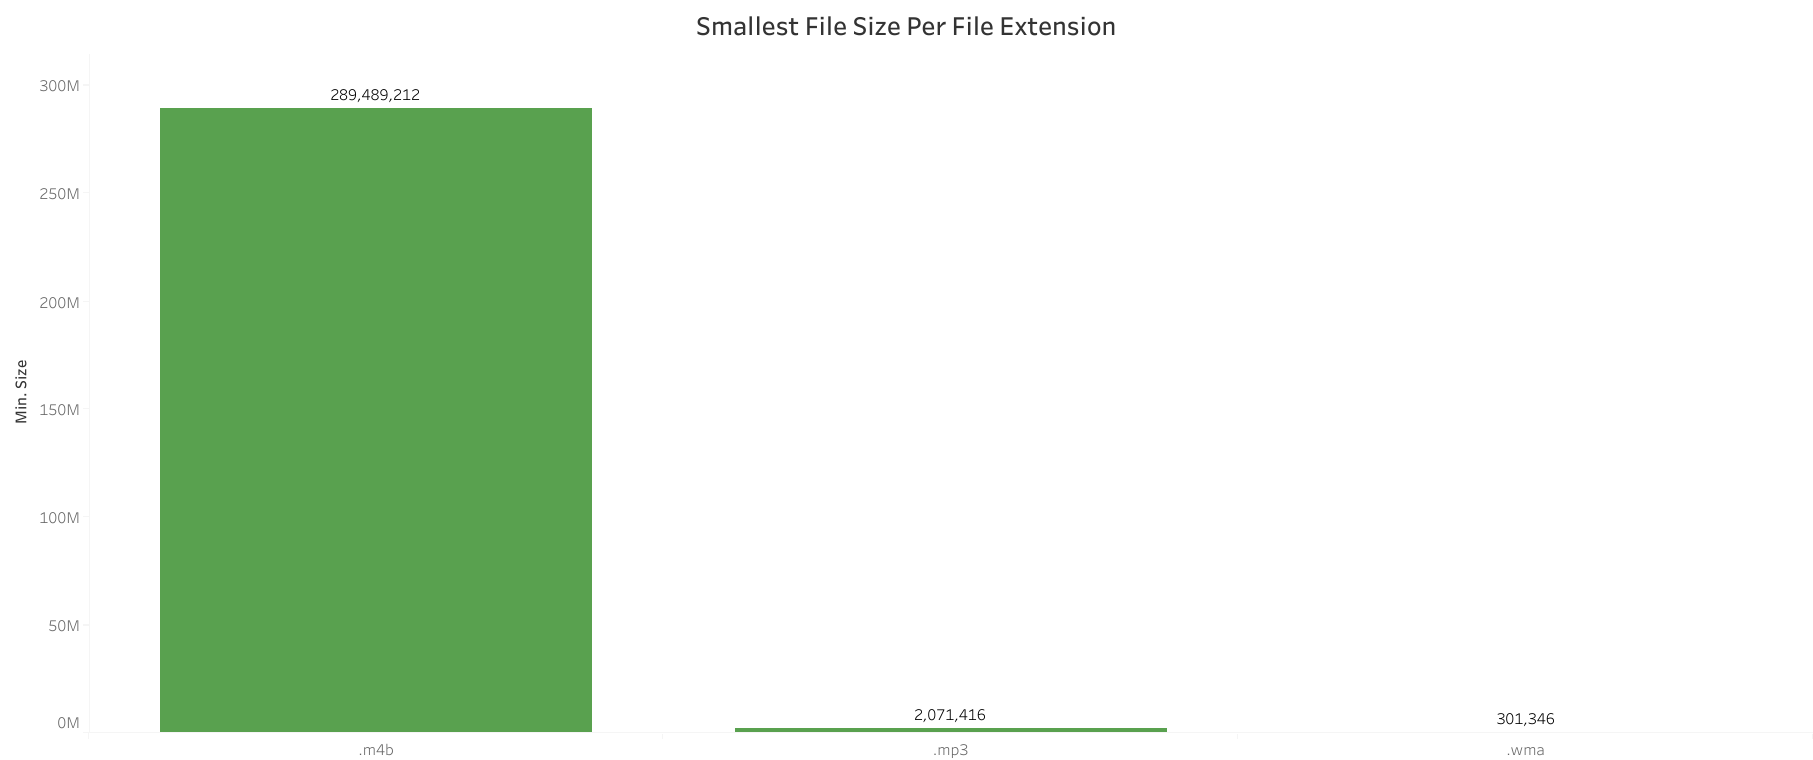 Smallest File Size Per File Extension
300M
289,489,212
250M
200M
Min. Size
150M
100M
50M
0M
2,071,416
301,346
.m4b
.mp3
.wma